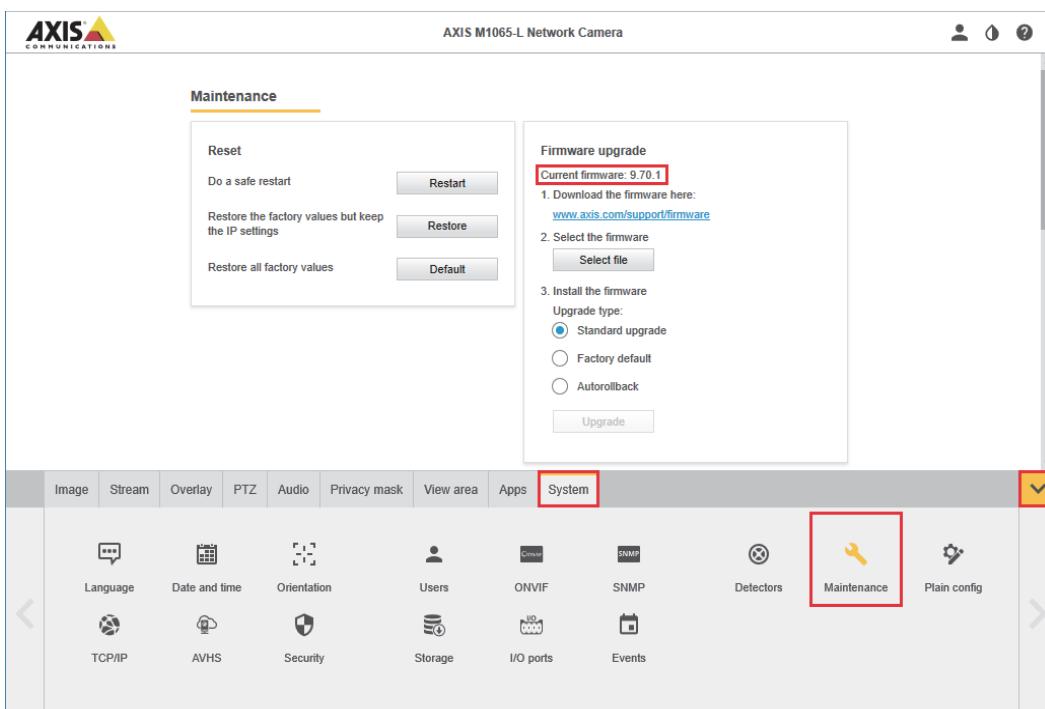 AXIS
COMMUNICATIONS
AXIS M1065-L Network Camera
Maintenance
Reset
Do a safe restart
Restart
Restore the factory values but keep
the IP settings
Restore
Restore all factory values
Default
Firmware upgrade
Current firmware: 9.70.1
1. Download the firmware here:
www.axis.com/support/firmware
2. Select the firmware
Select file
3. Install the firmware
Upgrade type:
Standard upgrade
Factory default
Autorollback
Upgrade
Image Stream Overlay PTZ Audio Privacy mask View area Apps System
SNMP
Language Date and time Orientation Users ONVIF SNMP Detectors Maintenance Plain config
I/O
TCP/IP AVHS Security Storage I/O ports Events